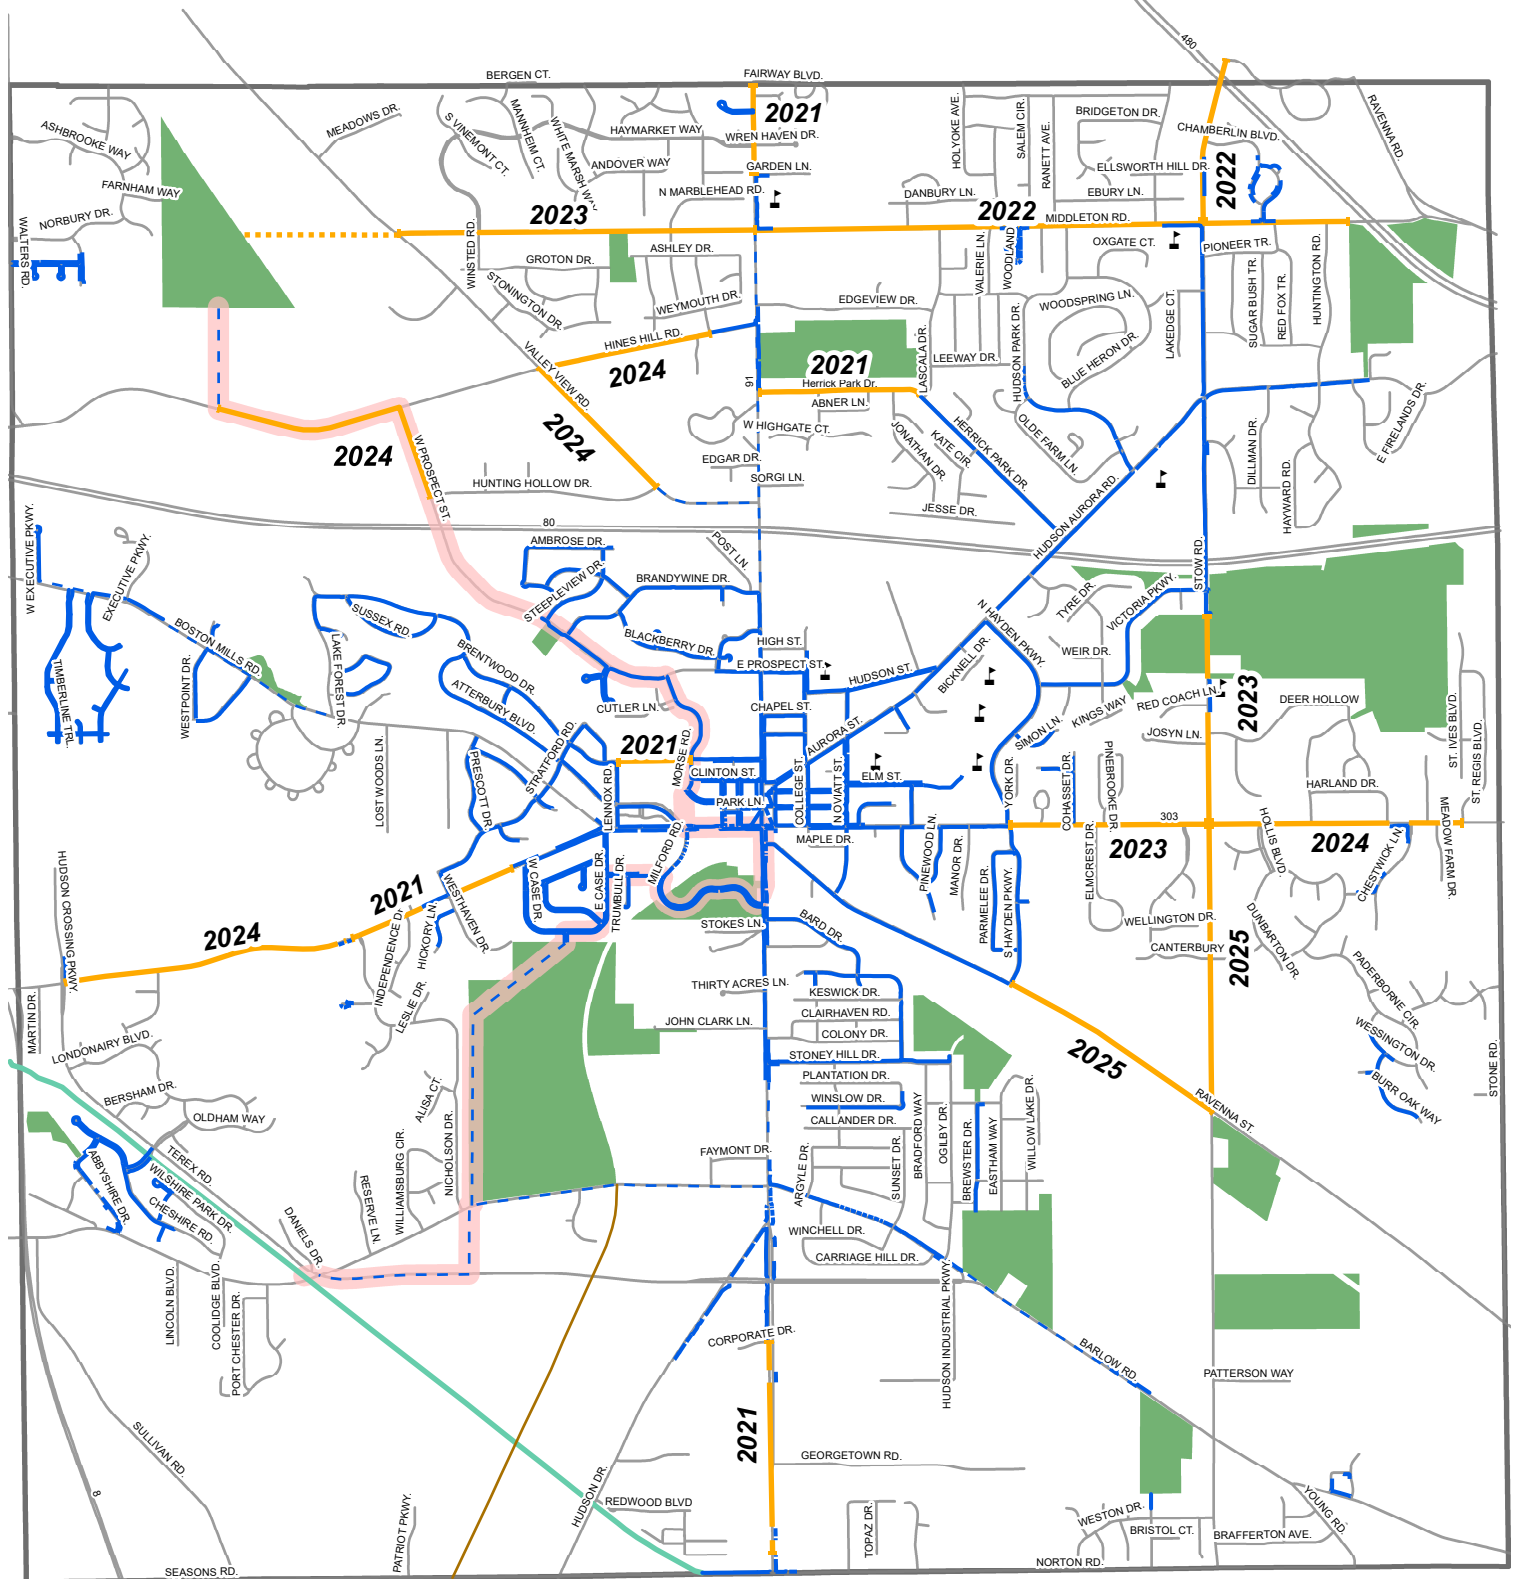 480
BERGEN CT.
FAIRWAY BLVD.
MEADOWS DR.
S VINEMONT CT.
MANNHEIM CT.
WHITE MARSH WAY
HAYMARKET WAY
2021
WREN HAVEN DR.
HOLYOKE AVE.
SALEM CIR.
RANETT AVE.
BRIDGETON DR.
CHAMBERLIN BLVD.
RAVENNA RD.
ASHBROOKE WAY
ANDOVER WAY
GARDEN LN.
ELLSWORTH HILL DR.
2022
FARNHAM WAY
N MARBLEHEAD RD.
DANBURY LN.
EBURY LN.
NORBURY DR.
2023
2022
MIDDLETON RD.
WALTERS RD.
WINSTED RD.
ASHLEY DR.
GROTON DR.
VALERIE LN.
WOODLAND
OXGATE CT.
PIONEER TR.
STONINGTON DR.
WEYMOUTH DR.
EDGEVIEW DR.
WOODSPRING LN.
LAKEDGE CT.
SUGAR BUSH TR.
RED FOX TR.
HUNTINGTON RD.
HINES HILL RD.
VALLEY VIEW RD.
2024
91
2021
LASCALA DR.
LEEWAY DR.
HUDSON PARK DR.
BLUE HERON DR.
Herrick Park Dr.
ABNER LN.
W HIGHGATE CT.
JONATHAN DR.
KATE CIR.
HERRICK PARK DR.
OLDE FARM LN.
2024
2024
W PROSPECT ST.
EDGAR DR.
SORGI LN.
DILLMAN DR.
HAYWARD RD.
E FIRELANDS DR.
HUNTING HOLLOW DR.
JESSE DR.
HUDSON AURORA RD.
80
W EXECUTIVE PKWY.
EXECUTIVE PKWY.
AMBROSE DR.
POST LN.
STEEPLEVIEW DR.
BRANDYWINE DR.
STOW RD.
TYRE DR.
VICTORIA PKWY.
BOSTON MILLS RD.
SUSSEX RD.
BLACKBERRY DR.
HIGH ST.
N HAYDEN PKWY.
WEIR DR.
LAKE FOREST DR.
BRENTWOOD DR.
E PROSPECT ST.
HUDSON ST.
BICKNELL DR.
TIMBERLINE TRL.
WESTPOINT DR.
ATTERBURY BLVD.
CUTLER LN.
CHAPEL ST.
AURORA ST.
SIMON LN.
KINGS WAY
RED COACH LN.
2023
DEER HOLLOW
JOSYN LN.
ST. IVES BLVD.
ST. REGIS BLVD.
LOST WOODS LN.
PRESCOTT DR.
STRATFORD RD.
LENNOX RD.
2021
MORSE RD.
CLINTON ST.
PARK LN.
COLLEGE ST.
N OVIATT ST.
ELM ST.
YORK DR.
COHASSET DR.
PINEBROOKE DR.
HARLAND DR.
MEADOW FARM DR.
303
MAPLE DR.
MILFORD RD.
2023
HOLLIS BLVD.
2024
CHESTWICK LN.
HUDSON CROSSING PKWY.
2021
WESTHAVEN DR.
W CASE DR.
E CASE DR.
TRUMBULL DR.
PINEWOOD LN.
MANOR DR.
PARMELEE DR.
S HAYDEN PKWY.
ELMCREST DR.
WELLINGTON DR.
DUNBARTON DR.
2024
INDEPENDENCE DR.
HICKORY LN.
STOKES LN.
BARD DR.
CANTERBURY
2025
PADERBORNE CIR.
THIRTY ACRES LN.
KESWICK DR.
MARTIN DR.
LESLIE DR.
CLAIRHAVEN RD.
JOHN CLARK LN.
COLONY DR.
LONDONAIRY BLVD.
STONEY HILL DR.
2025
WESSINGTON DR.
BURR OAK WAY
STONE RD.
BERSHAM DR.
OLDHAM WAY
ALISA CT.
PLANTATION DR.
WINSLOW DR.
CALLANDER DR.
RAVENNA ST.
ABBYSHIRE DR.
TEREX RD.
WILSHIRE PARK DR.
CHESHIRE RD.
NICHOLSON DR.
WILLIAMSBURG CIR.
RESERVE LN.
FAYMONT DR.
ARGYLE DR.
SUNSET DR.
BRADFORD WAY
OGILBY DR.
BREWSTER DR.
EASTHAM WAY
WILLOW LAKE DR.
DANIELS DR.
WINCHELL DR.
CARRIAGE HILL DR.
LINCOLN BLVD.
COOLIDGE BLVD.
PORT CHESTER DR.
CORPORATE DR.
HUDSON INDUSTRIAL PKWY.
BARLOW RD.
PATTERSON WAY
SULLIVAN RD.
2021
GEORGETOWN RD.
8
HUDSON DR.
REDWOOD BLVD
PATRIOT PKWY.
TOPAZ DR.
WESTON DR.
BRISTOL CT.
BRAFFERTON AVE.
YOUNG RD.
SEASONS RD.
NORTON RD.